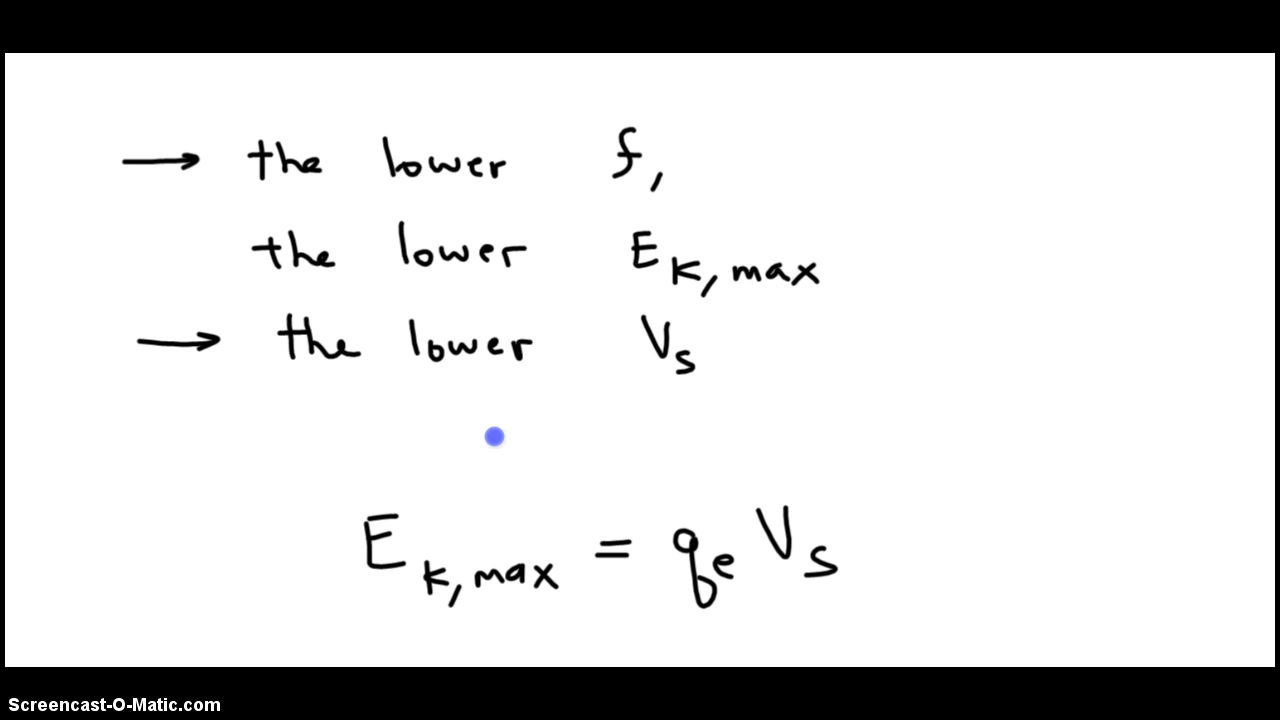 → the lower f,
the lower E_K,max
→ the lower V_s
E_K,max = q_e V_s
Screencast-O-Matic.com